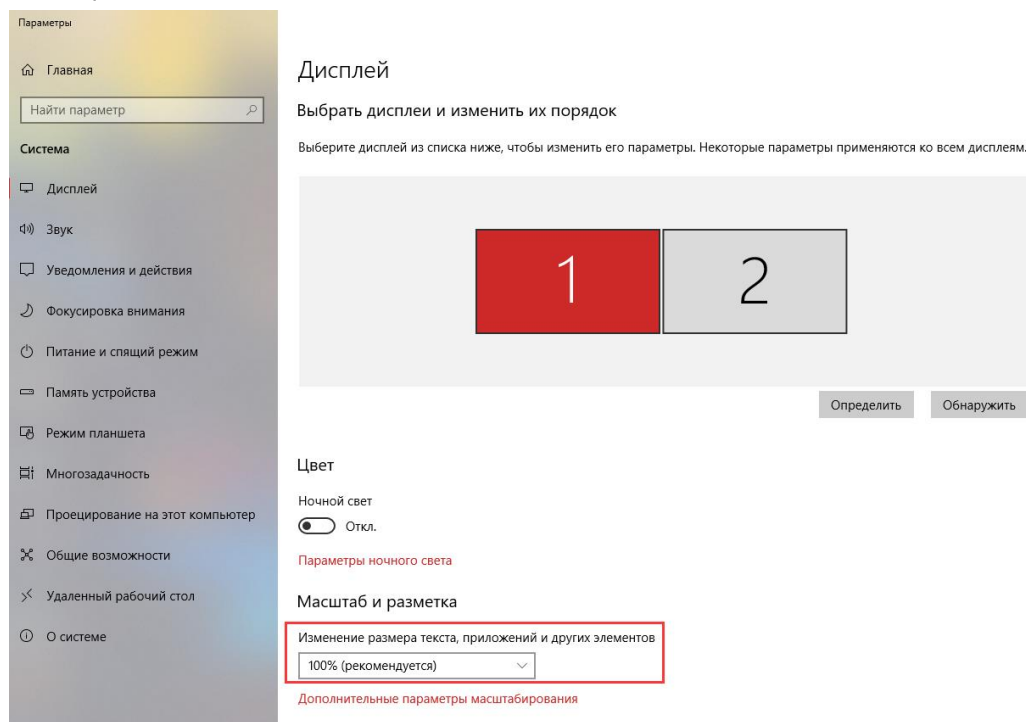 Параметры
Главная
Найти параметр
Система
Дисплей
Звук
Уведомления и действия
Фокусировка внимания
Питание и спящий режим
Память устройства
Режим планшета
Многозадачность
Проецирование на этот компьютер
Общие возможности
Удаленный рабочий стол
О системе
Дисплей
Выбрать дисплеи и изменить их порядок
Выберите дисплей из списка ниже, чтобы изменить его параметры. Некоторые параметры применяются ко всем дисплеям.
1 2
Определить Обнаружить
Цвет
Ночной свет
Откл.
Параметры ночного света
Масштаб и разметка
Изменение размера текста, приложений и других элементов
100% (рекомендуется)
Дополнительные параметры масштабирования